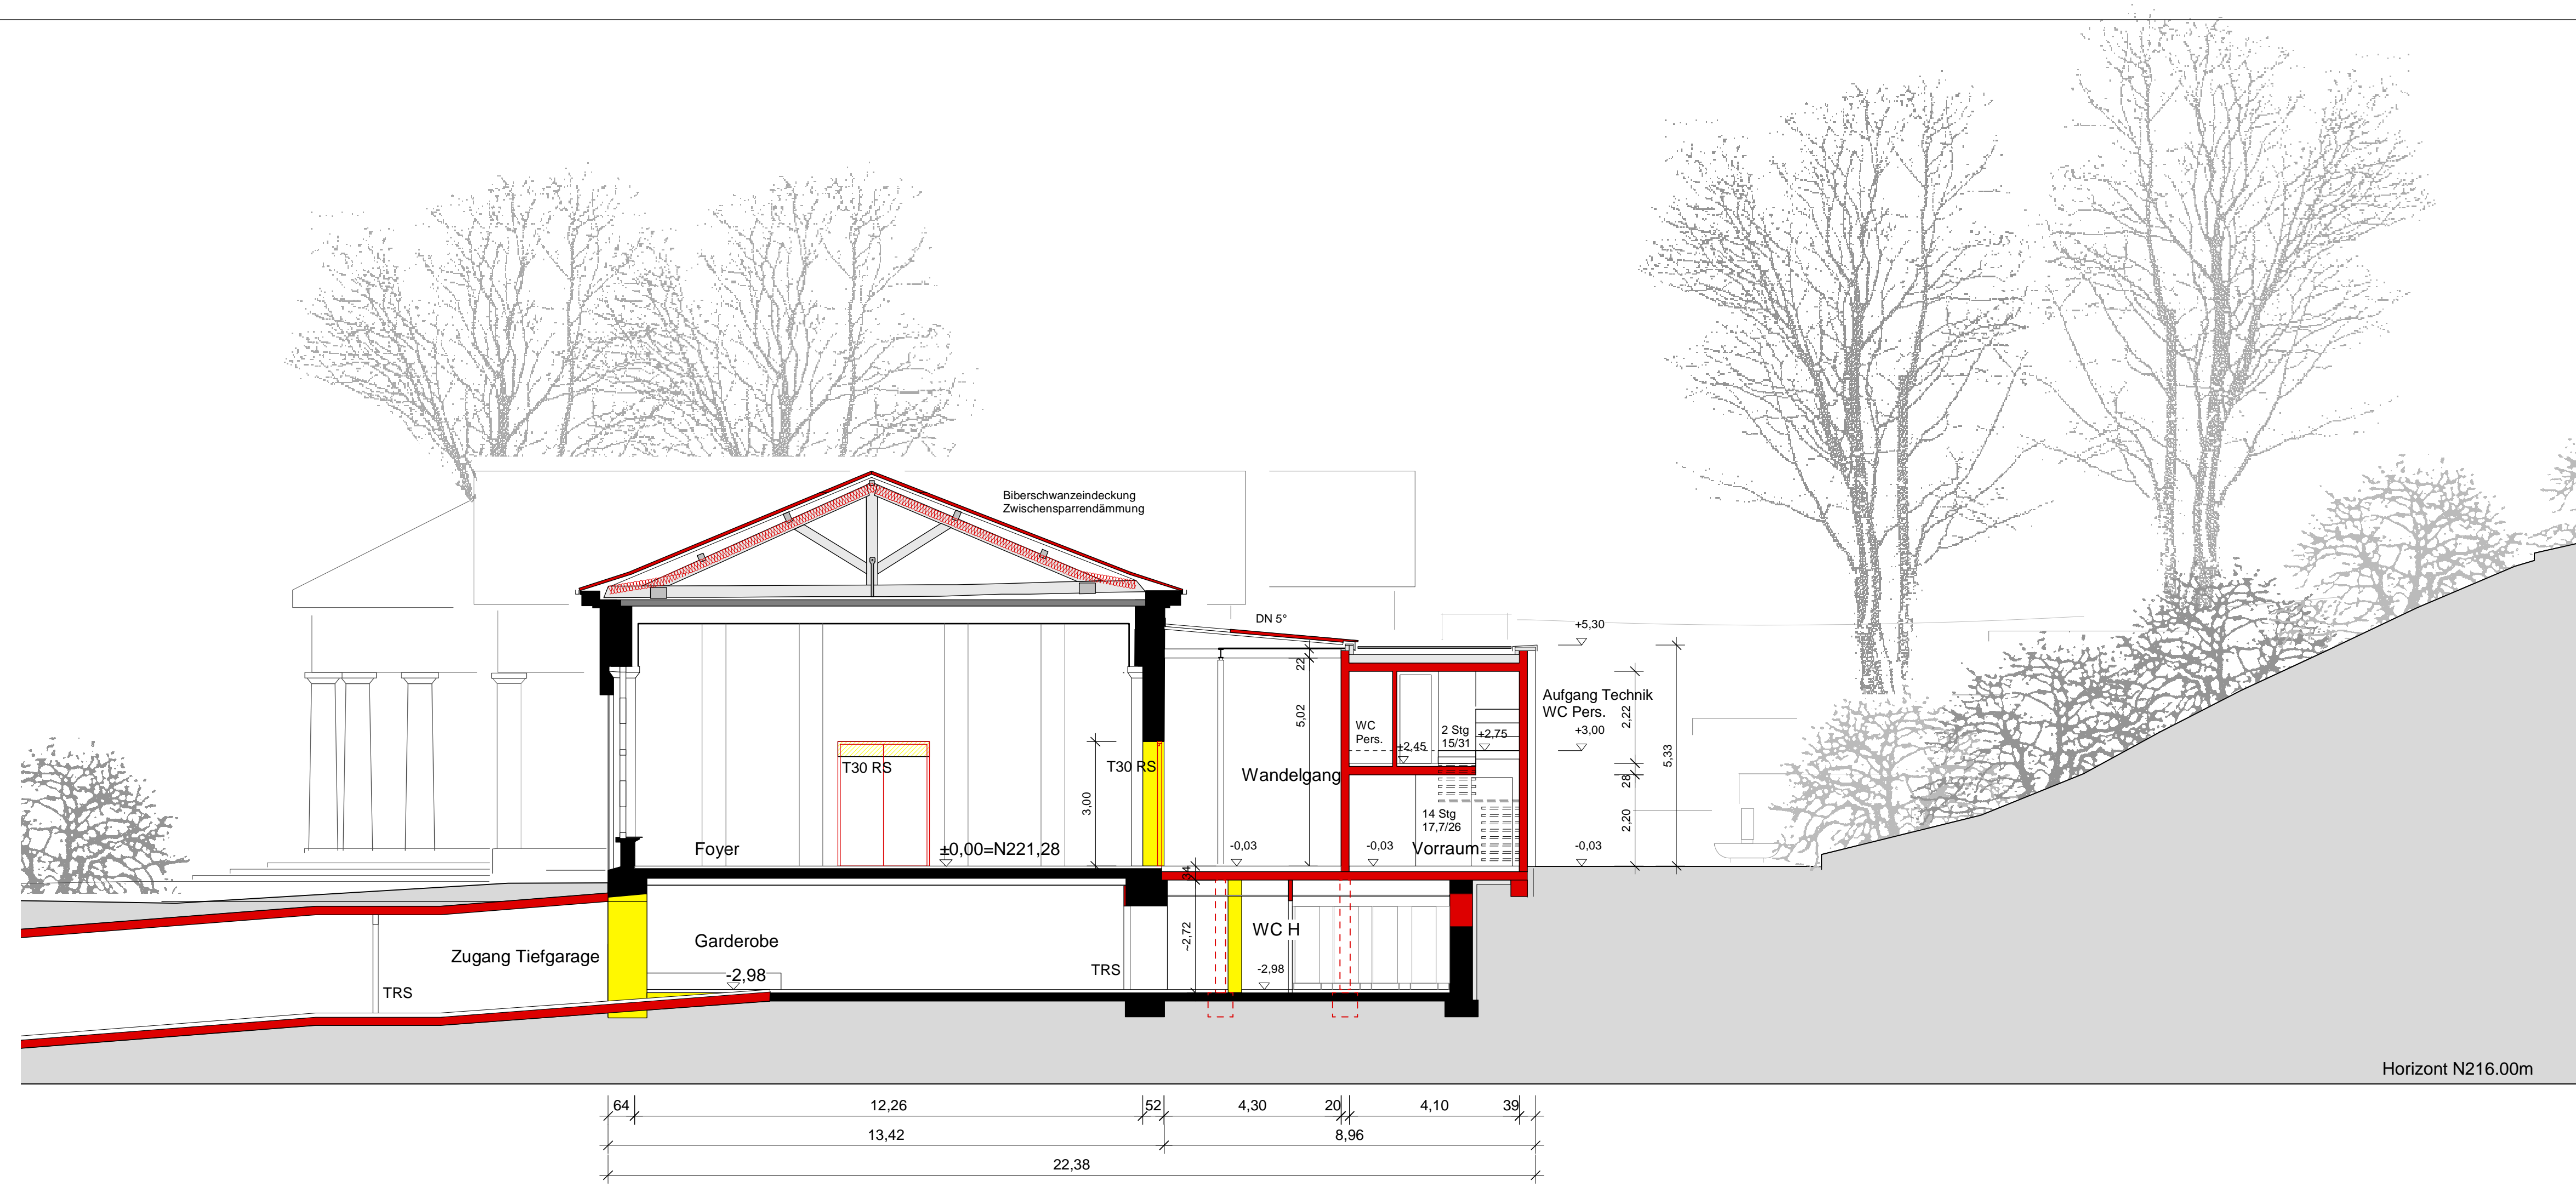 Biberschwanzeindeckung
Zwischensparrendämmung
DN 5°
+5,30
22
5,02
Aufgang Technik
WC Pers.
2,22
+3,00
5,33
WC
Pers.
+2,45
2 Stg
15/31
+2,75
T30 RS
T30 RS
Wandelgang
28
3,00
14 Stg
17,7/26
2,20
Foyer
±0,00=N221,28
-0,03
-0,03
Vorraum
-0,03
34
Garderobe
~2,72
WC H
Zugang Tiefgarage
-2,98
TRS
-2,98
TRS
Horizont N216.00m
64
12,26
52
4,30
20
4,10
39
13,42
8,96
22,38